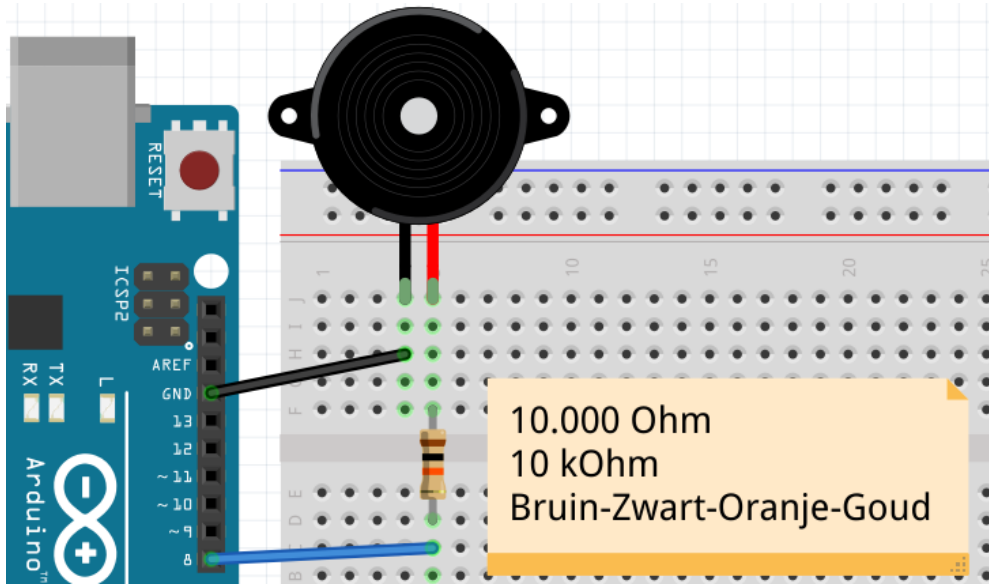 RESET
ICSP2
AREF
GND
RX
TX
L
13
12
~11
~10
~9
8
Arduino™
1
10
15
20
25
J
I
H
F
E
D
C
B
10.000 Ohm
10 kOhm
Bruin-Zwart-Oranje-Goud